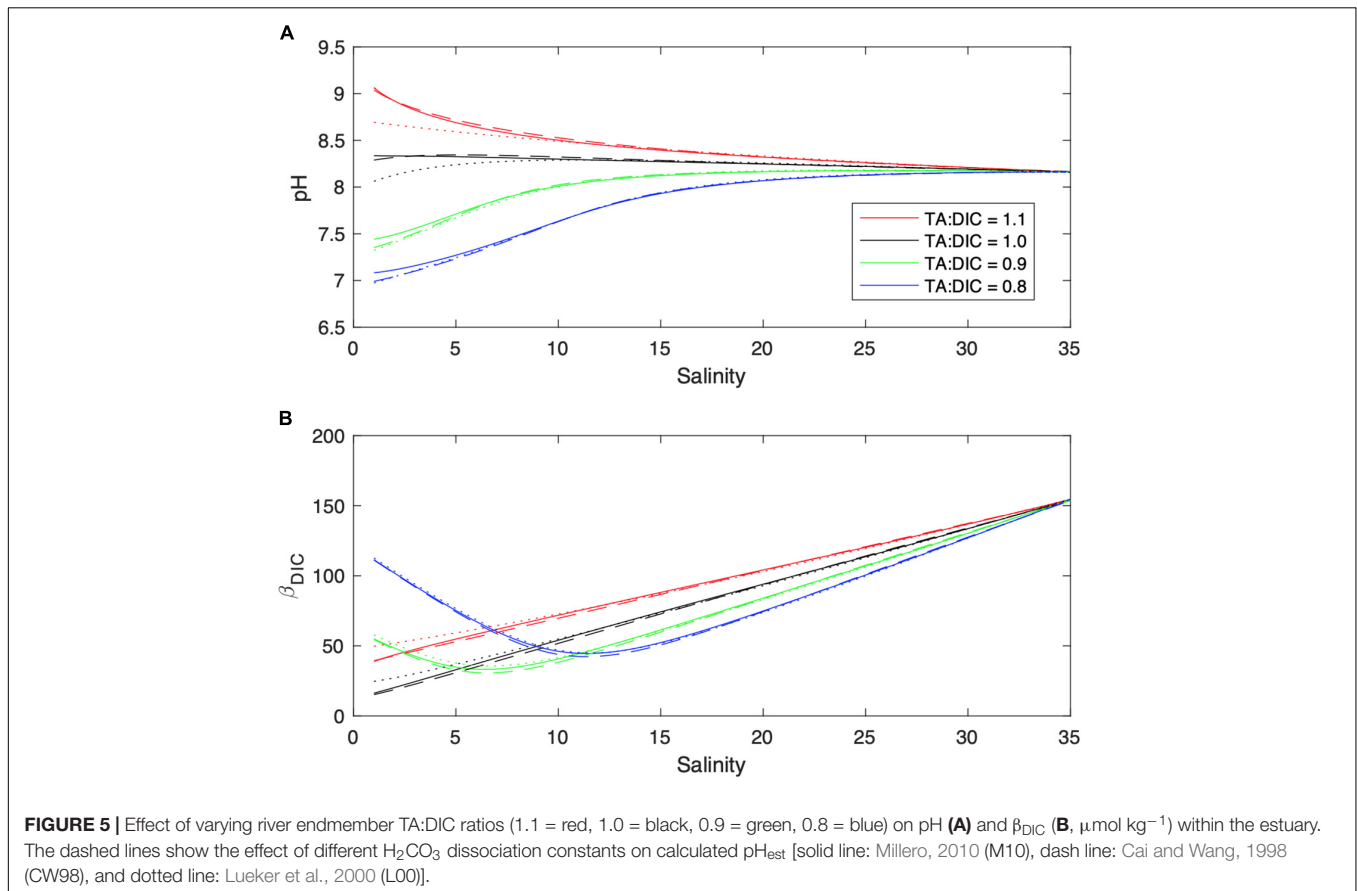 A
9.5
9
8.5
8
7.5
7
6.5
pH
0 5 10 15 20 25 30 35
Salinity
TA:DIC = 1.1
TA:DIC = 1.0
TA:DIC = 0.9
TA:DIC = 0.8
B
200
150
100
50
0
β_DIC
0 5 10 15 20 25 30 35
Salinity
FIGURE 5 | Effect of varying river endmember TA:DIC ratios (1.1 = red, 1.0 = black, 0.9 = green, 0.8 = blue) on pH (A) and β_DIC (B, μmol kg⁻¹) within the estuary.
The dashed lines show the effect of different H₂CO₃ dissociation constants on calculated pH_est [solid line: Millero, 2010 (M10), dash line: Cai and Wang, 1998
(CW98), and dotted line: Lueker et al., 2000 (L00)].